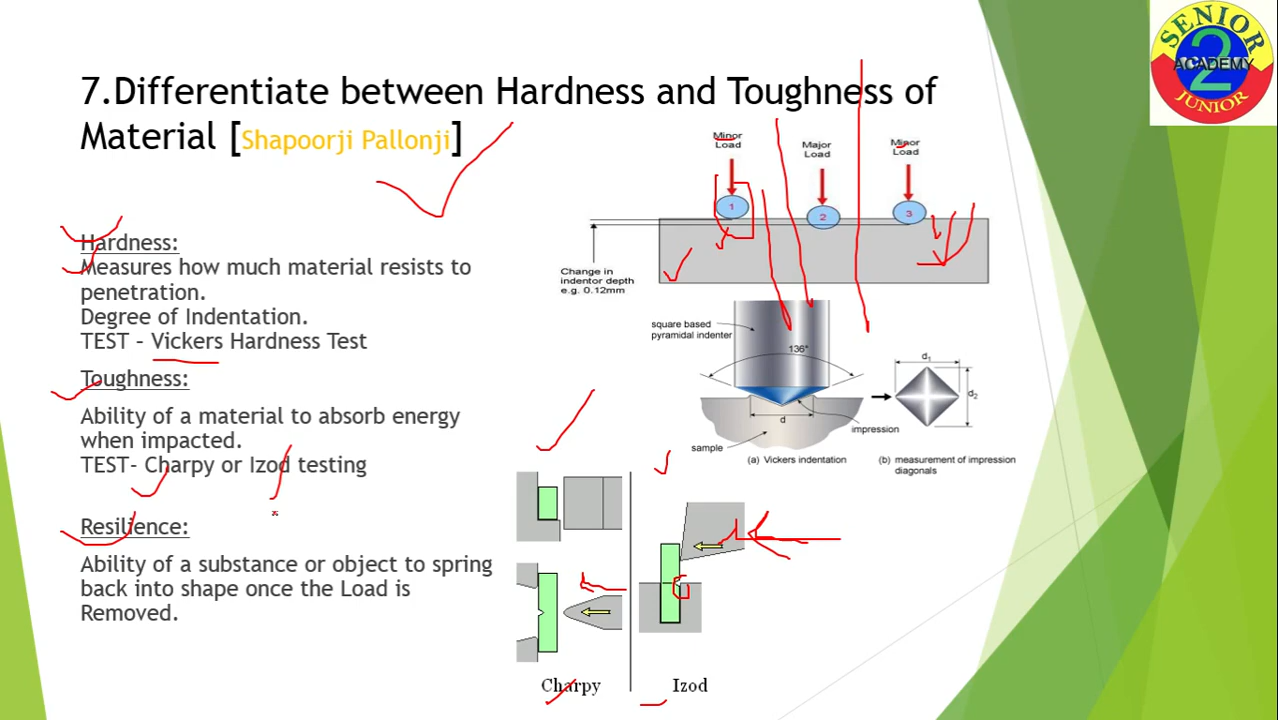 7.Differentiate between Hardness and Toughness of
Material [Shapoorji Pallonji]
Hardness:
Measures how much material resists to
penetration.
Degree of Indentation.
TEST – Vickers Hardness Test
Toughness:
Ability of a material to absorb energy
when impacted.
TEST- Charpy or Izod testing
Resilience:
Ability of a substance or object to spring
back into shape once the Load is
Removed.
SENIOR
2
ACADEMY
JUNIOR
Minor
Load
Major
Load
Minor
Load
1
2
3
Change in
indentor depth
e.g. 0.12mm
square based
pyramidal indenter
136°
d
impression
sample
d1
d2
(a) Vickers indentation
(b) measurement of impression
diagonals
Charpy
Izod